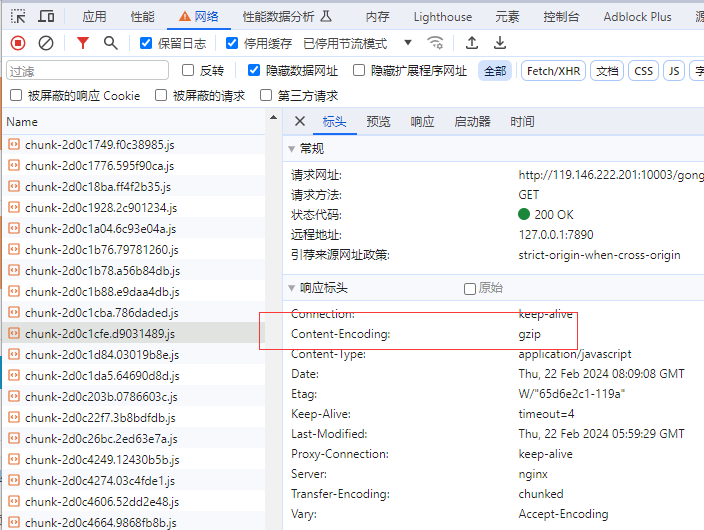 应用 性能 网络 性能数据分析 内存 Lighthouse 元素 控制台 Adblock Plus
保留日志 停用缓存 已停用节流模式
过滤 反转 隐藏数据网址 隐藏扩展程序网址 全部 Fetch/XHR 文档 CSS JS
被屏蔽的响应 Cookie 被屏蔽的请求 第三方请求
Name
chunk-2d0c1749.f0c38985.js
chunk-2d0c1776.595f90ca.js
chunk-2d0c18ba.ff4f2b35.js
chunk-2d0c1928.2c901234.js
chunk-2d0c1a04.6c93e04a.js
chunk-2d0c1b76.79781260.js
chunk-2d0c1b78.a56b84db.js
chunk-2d0c1b88.e9daa4db.js
chunk-2d0c1cba.786daded.js
chunk-2d0c1cfe.d9031489.js
chunk-2d0c1d84.03019b8e.js
chunk-2d0c1da5.64690d8d.js
chunk-2d0c203b.0786603c.js
chunk-2d0c22f7.3b8bdfdb.js
chunk-2d0c26bc.2ed63e7a.js
chunk-2d0c4249.12430b5b.js
chunk-2d0c4274.03c4fde1.js
chunk-2d0c4606.52dd2e48.js
chunk-2d0c4664.9868fb8b.js
标头 预览 响应 启动器 时间
常规
请求网址: http://119.146.222.201:10003/gong
请求方法: GET
状态代码: 200 OK
远程地址: 127.0.0.1:7890
引荐来源网址政策: strict-origin-when-cross-origin
响应标头 原始
Connection: keep-alive
Content-Encoding: gzip
Content-Type: application/javascript
Date: Thu, 22 Feb 2024 08:09:08 GMT
Etag: W/"65d6e2c1-119a"
Keep-Alive: timeout=4
Last-Modified: Thu, 22 Feb 2024 05:59:29 GMT
Proxy-Connection: keep-alive
Server: nginx
Transfer-Encoding: chunked
Vary: Accept-Encoding